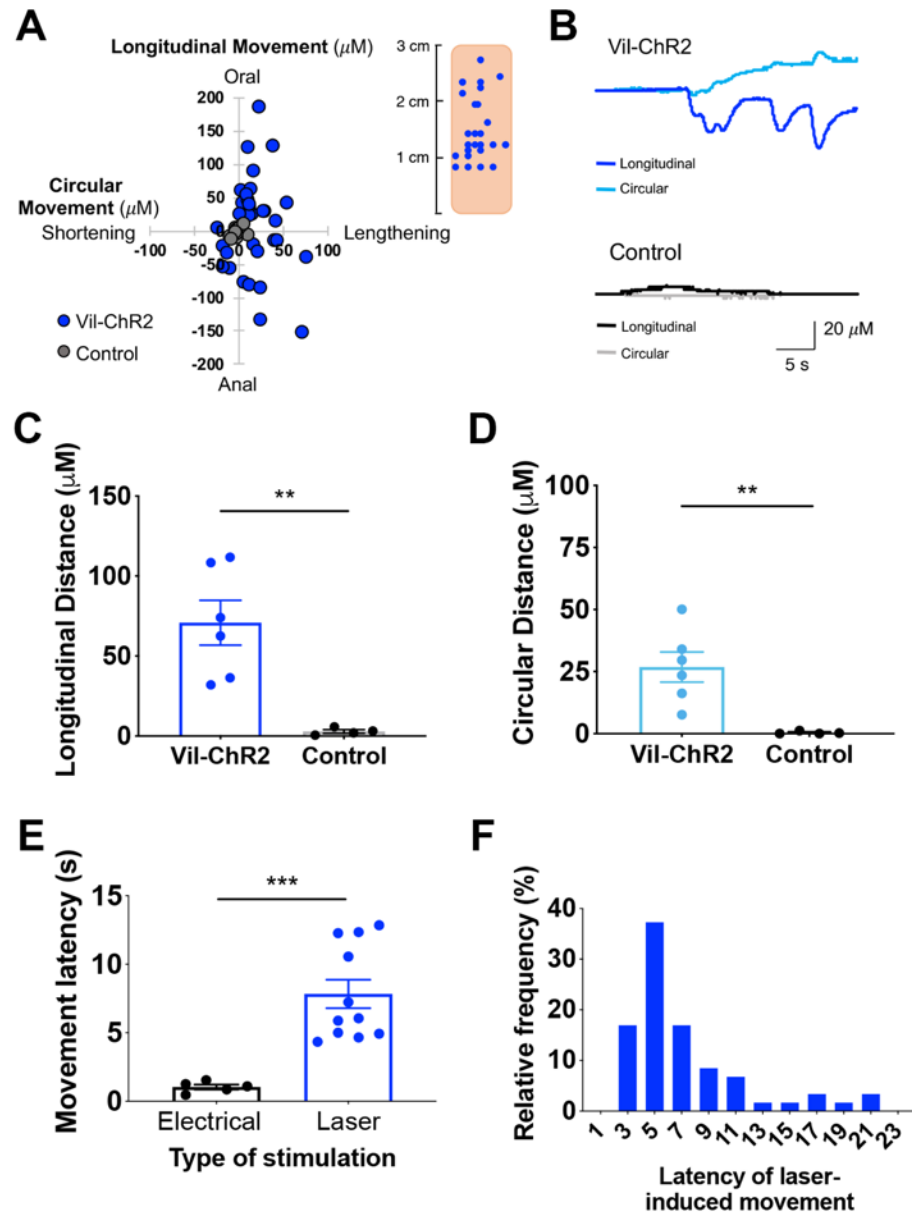 A
Longitudinal Movement (μM)
Oral
200
150
100
50
0
-50
-100
-150
-200
Anal
Circular
Movement (μM)
Shortening
Lengthening
-100
-50
0
50
100
Vil-ChR2
Control
3 cm
2 cm
1 cm
B
Vil-ChR2
Longitudinal
Circular
Control
Longitudinal
Circular
20 μM
5 s
C
Longitudinal Distance (μM)
150
100
50
0
**
Vil-ChR2
Control
D
Circular Distance (μM)
100
75
50
25
0
**
Vil-ChR2
Control
E
Movement latency (s)
15
10
5
0
***
Electrical
Laser
Type of stimulation
F
Relative frequency (%)
40
30
20
10
0
1
3
5
7
9
11
13
15
17
19
21
23
Latency of laser-
induced movement